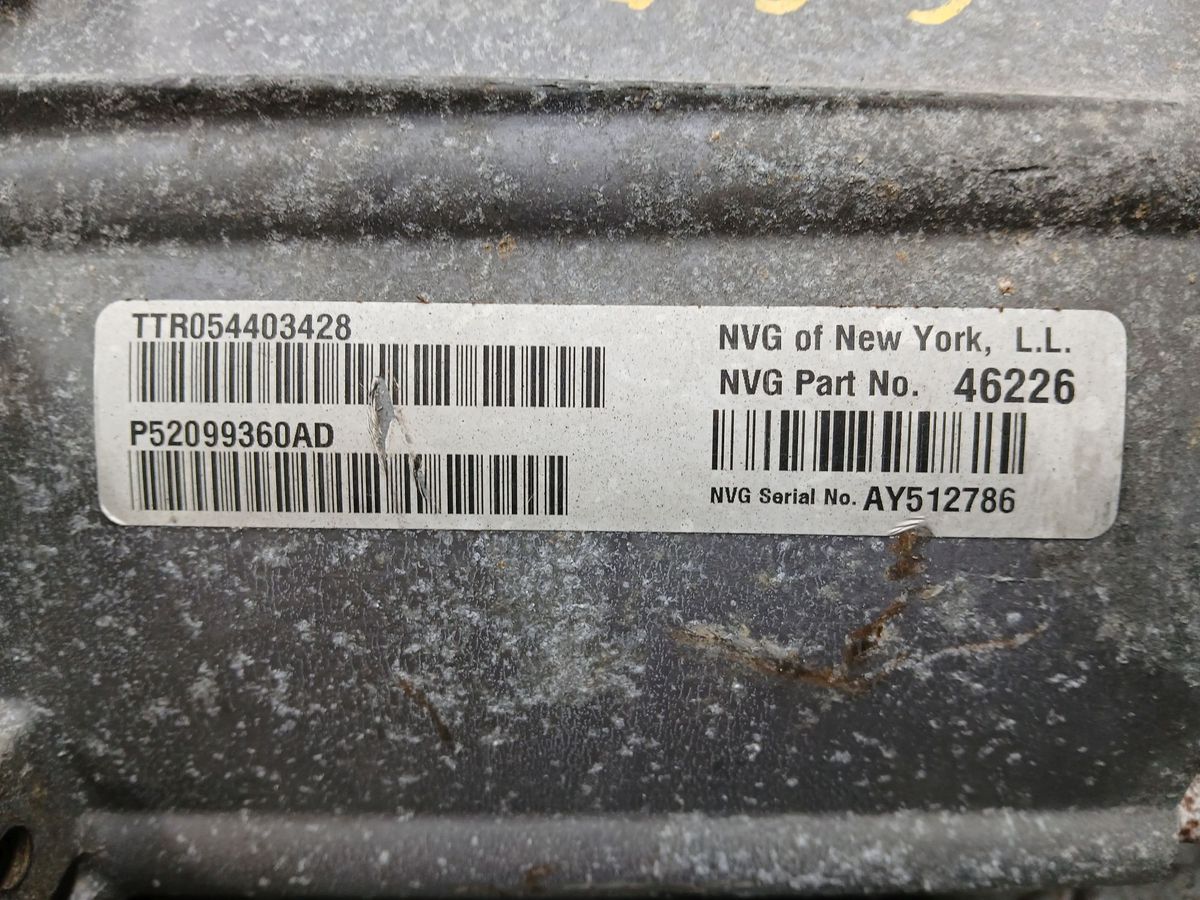 TTR054403428
P52099360AD
NVG of New York, L.L.
NVG Part No. 46226
NVG Serial No. AY512786